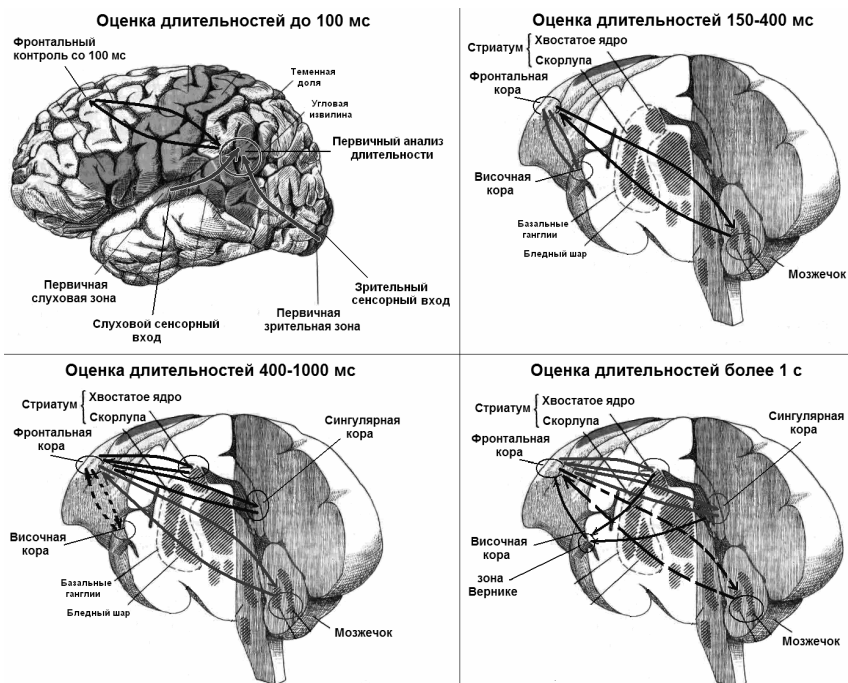 Оценка длительностей до 100 мс
Фронтальный
контроль со 100 мс
Теменная
доля
Угловая
извилина
Первичный анализ
длительности
Первичная
слуховая зона
Слуховой сенсорный
вход
Первичная
зрительная зона
Зрительный
сенсорный вход
Оценка длительностей 150-400 мс
Стриатум
Хвостатое ядро
Скорлупа
Фронтальная
кора
Височная
кора
Базальные
ганглии
Бледный шар
Мозжечок
Оценка длительностей 400-1000 мс
Стриатум
Хвостатое ядро
Скорлупа
Фронтальная
кора
Сингулярная
кора
Височная
кора
Базальные
ганглии
Бледный шар
Мозжечок
Оценка длительностей более 1 с
Стриатум
Хвостатое ядро
Скорлупа
Фронтальная
кора
Сингулярная
кора
Височная
кора
зона
Вернике
Базальные
ганглии
Бледный шар
Мозжечок